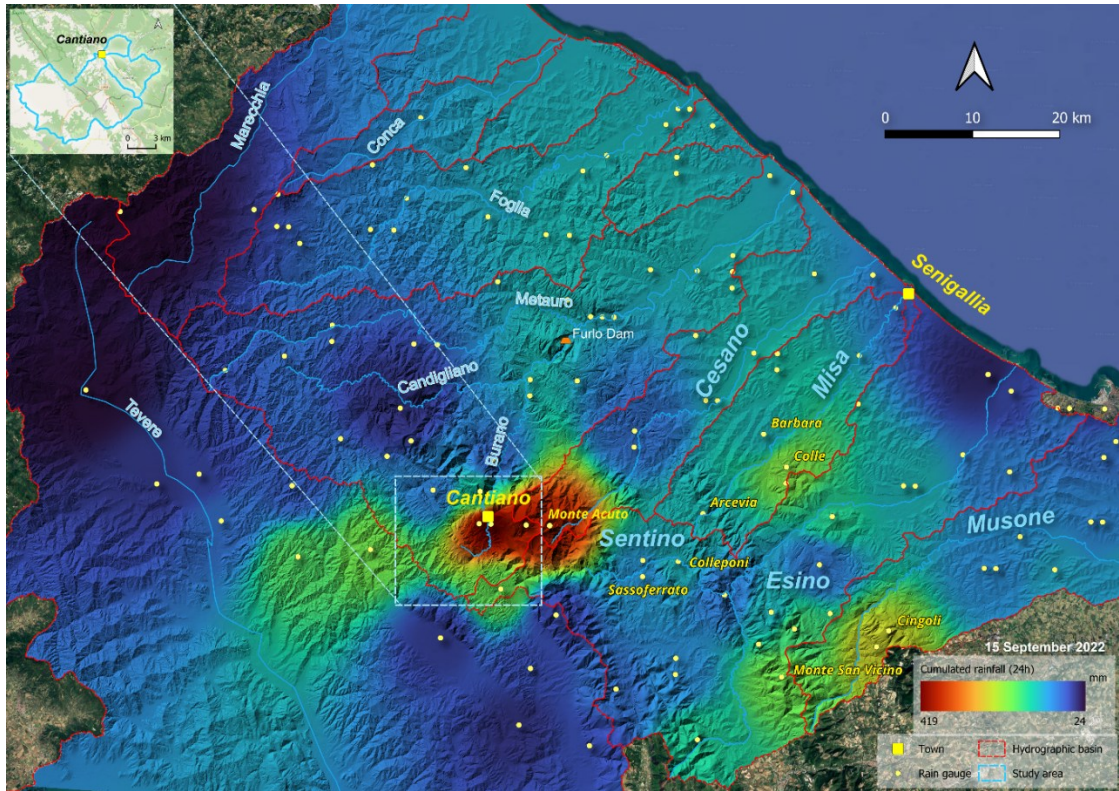 Cantiano
0 3 km
Marecchia
Conca
0 10 20 km
Foglia
Senigallia
Metauro
Furlo Dam
Cesano
Misa
Candigliano
Tevere
Burano
Barbara
Colle
Cantiano
Arcevia
Monte Acuto
Sentino
Musone
Colleponi
Sassoferrato
Esino
Cingoli
15 September 2022
Monte San Vicino
Cumulated rainfall (24h)
mm
419 24
Town Hydrographic basin
Rain gauge Study area